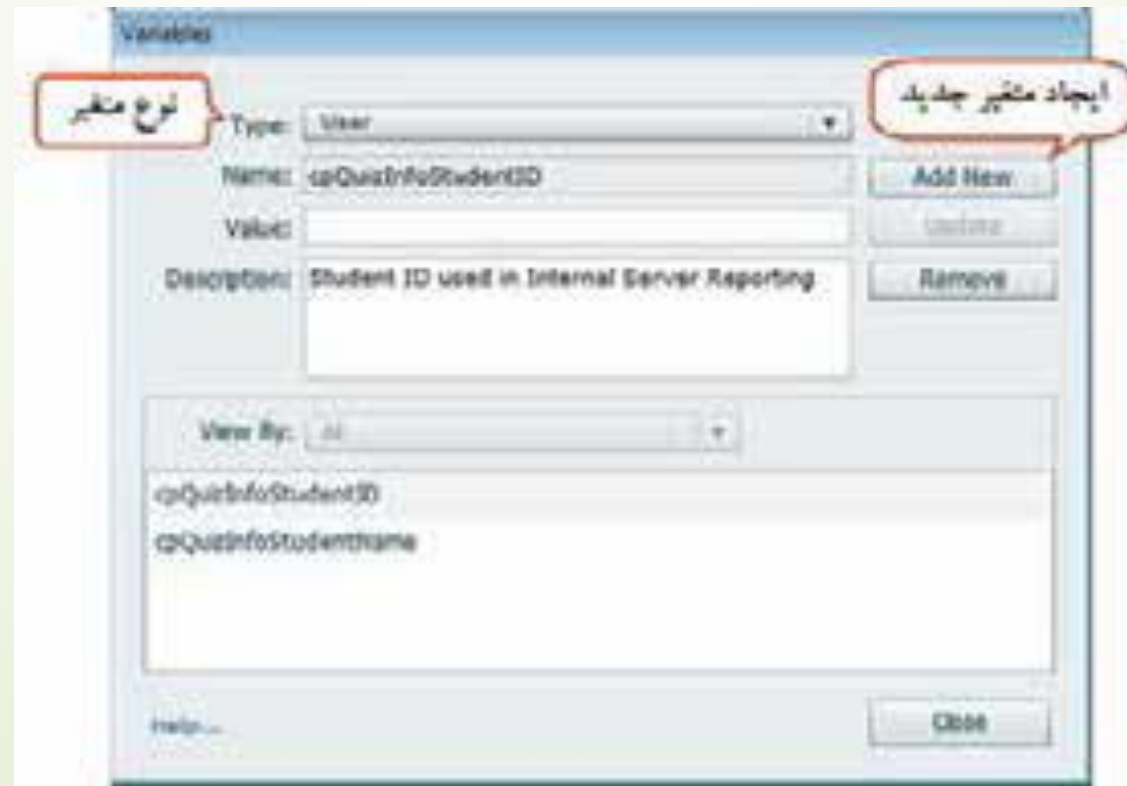 Variables
نوع متغیر
ایجاد متغیر جدید
Type: User
Name: cpQuizInfoStudentID
Add New
Value:
Update
Description: Student ID used in Internal Server Reporting
Remove
View By: All
cpQuizInfoStudentID
cpQuizInfoStudentName
Help...
Close